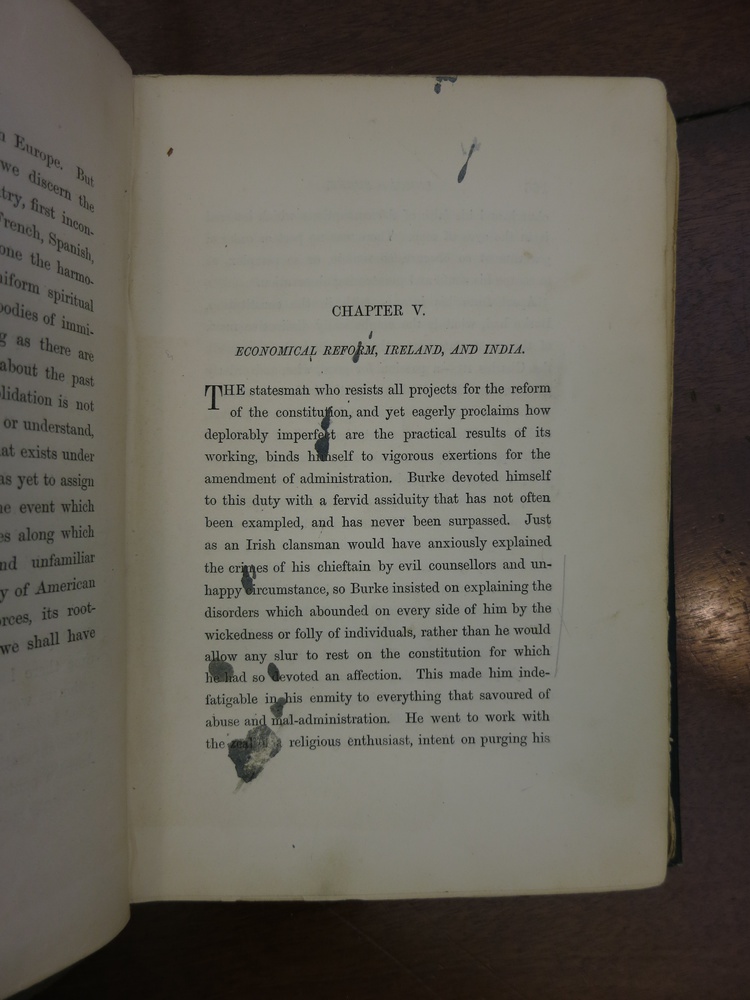 n Europe. But
we discern the
try, first incon-
French, Spanish,
one the harmo-
niform spiritual
bodies of immi-
g as there are
about the past
lidation is not
or understand,
at exists under
as yet to assign
ne event which
es along which
nd unfamiliar
y of American
orces, its root-
we shall have
CHAPTER V.
ECONOMICAL REFORM, IRELAND, AND INDIA.
THE statesman who resists all projects for the reform
of the constitution, and yet eagerly proclaims how
deplorably imperfect are the practical results of its
working, binds himself to vigorous exertions for the
amendment of administration. Burke devoted himself
to this duty with a fervid assiduity that has not often
been exampled, and has never been surpassed. Just
as an Irish clansman would have anxiously explained
the crimes of his chieftain by evil counsellors and un-
happy circumstance, so Burke insisted on explaining the
disorders which abounded on every side of him by the
wickedness or folly of individuals, rather than he would
allow any slur to rest on the constitution for which
he had so devoted an affection. This made him inde-
fatigable in his enmity to everything that savoured of
abuse and mal-administration. He went to work with
the zeal of a religious enthusiast, intent on purging his